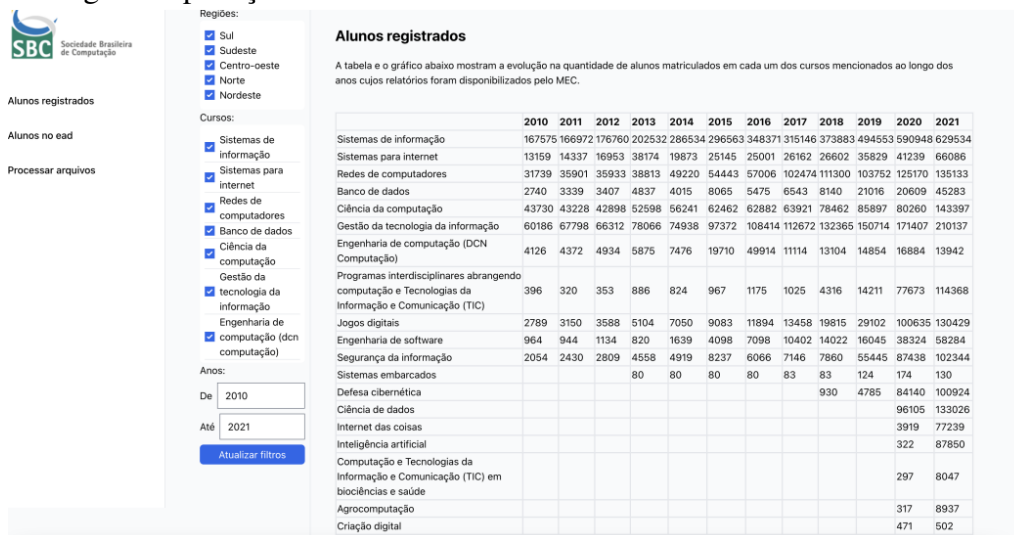 SBC
Sociedade Brasileira
de Computação
Alunos registrados
Alunos no ead
Processar arquivos
Regiões:
Sul
Sudeste
Centro-oeste
Norte
Nordeste
Cursos:
Sistemas de
informação
Sistemas para
internet
Redes de
computadores
Banco de dados
Ciência da
computação
Gestão da
tecnologia da
informação
Engenharia de
computação (dcn
computação)
Anos:
De 2010
Até 2021
Atualizar filtros
Alunos registrados
A tabela e o gráfico abaixo mostram a evolução na quantidade de alunos matriculados em cada um dos cursos mencionados ao longo dos
anos cujos relatórios foram disponibilizados pelo MEC.
2010 2011 2012 2013 2014 2015 2016 2017 2018 2019 2020 2021
Sistemas de informação 167575 166972 176760 202532 286534 296563 348371 315146 373883 494553 590948 629534
Sistemas para internet 13159 14337 16953 38174 19873 25145 25001 26162 26602 35829 41239 66086
Redes de computadores 31739 35901 35933 38813 49220 54443 57006 102474 111300 103752 125170 135133
Banco de dados 2740 3339 3407 4837 4015 8065 5475 6543 8140 21016 20609 45283
Ciência da computação 43730 43228 42898 52598 56241 62462 62882 63921 78462 85897 80260 143397
Gestão da tecnologia da informação 60186 67798 66312 78066 74938 97372 108414 112672 132365 150714 171407 210137
Engenharia de computação (DCN
Computação) 4126 4372 4934 5875 7476 19710 49914 11114 13104 14854 16884 13942
Programas interdisciplinares abrangendo
computação e Tecnologias da 396 320 353 886 824 967 1175 1025 4316 14211 77673 114368
Informação e Comunicação (TIC)
Jogos digitais 2789 3150 3588 5104 7050 9083 11894 13458 19815 29102 100635 130429
Engenharia de software 964 944 1134 820 1639 4098 7098 10402 14022 16045 38324 58284
Segurança da informação 2054 2430 2809 4558 4919 8237 6066 7146 7860 55445 87438 102344
Sistemas embarcados 80 80 80 80 83 83 124 174 130
Defesa cibernética 930 4785 84140 100924
Ciência de dados 96105 133026
Internet das coisas 3919 77239
Inteligência artificial 322 87850
Computação e Tecnologias da
Informação e Comunicação (TIC) em 297 8047
biociências e saúde
Agrocomputação 317 8937
Criação digital 471 502